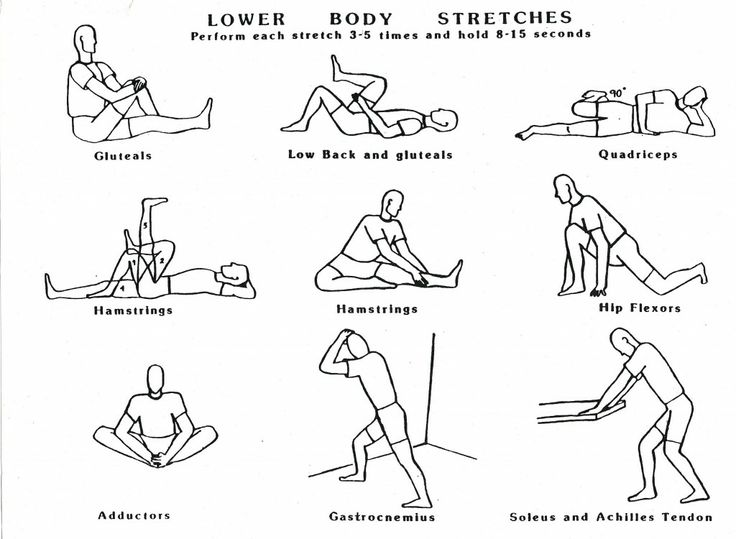 LOWER BODY STRETCHES
Perform each stretch 3-5 times and hold 8-15 seconds
90°
Gluteals
Low Back and gluteals
Quadriceps
3
1
2
4
Hamstrings
Hamstrings
Hip Flexors
Adductors
Gastrocnemius
Soleus and Achilles Tendon